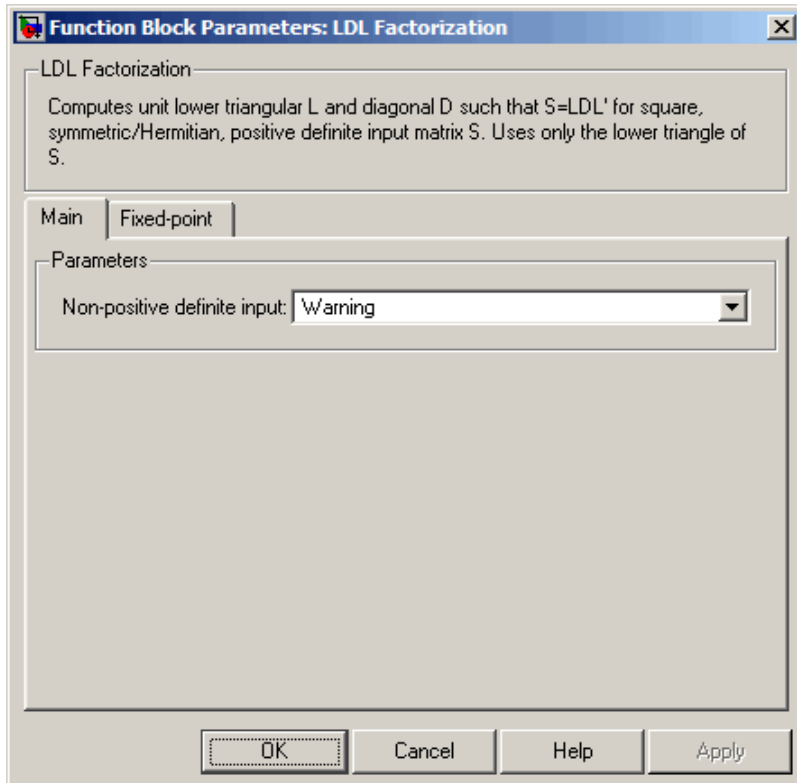 Function Block Parameters: LDL Factorization
LDL Factorization
Computes unit lower triangular L and diagonal D such that S=LDL' for square,
symmetric/Hermitian, positive definite input matrix S. Uses only the lower triangle of
S.
Main Fixed-point
Parameters
Non-positive definite input: Warning
OK Cancel Help Apply